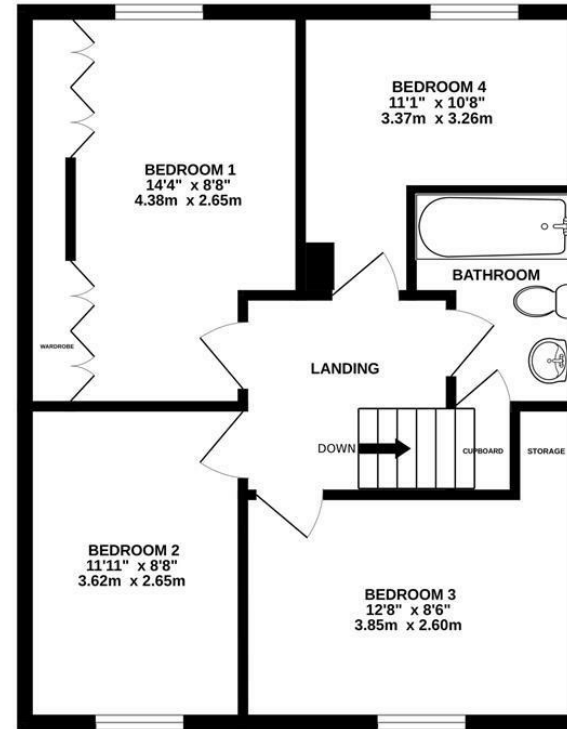 BEDROOM 4
11'1" x 10'8"
3.37m x 3.26m
BEDROOM 1
14'4" x 8'8"
4.38m x 2.65m
BATHROOM
WARDROBE
LANDING
DOWN
CUPBOARD
STORAGE
BEDROOM 2
11'11" x 8'8"
3.62m x 2.65m
BEDROOM 3
12'8" x 8'6"
3.85m x 2.60m